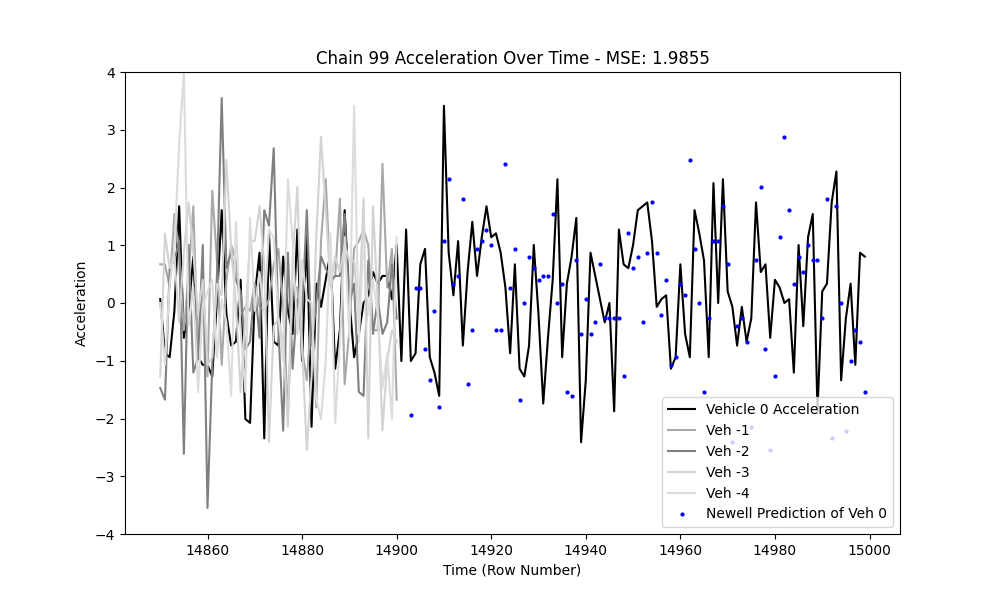 Chain 99 Acceleration Over Time - MSE: 1.9855
Acceleration
4
3
2
1
0
−1
−2
−3
−4
14860
14880
14900
14920
14940
14960
14980
15000
Time (Row Number)
Vehicle 0 Acceleration
Veh -1
Veh -2
Veh -3
Veh -4
Newell Prediction of Veh 0